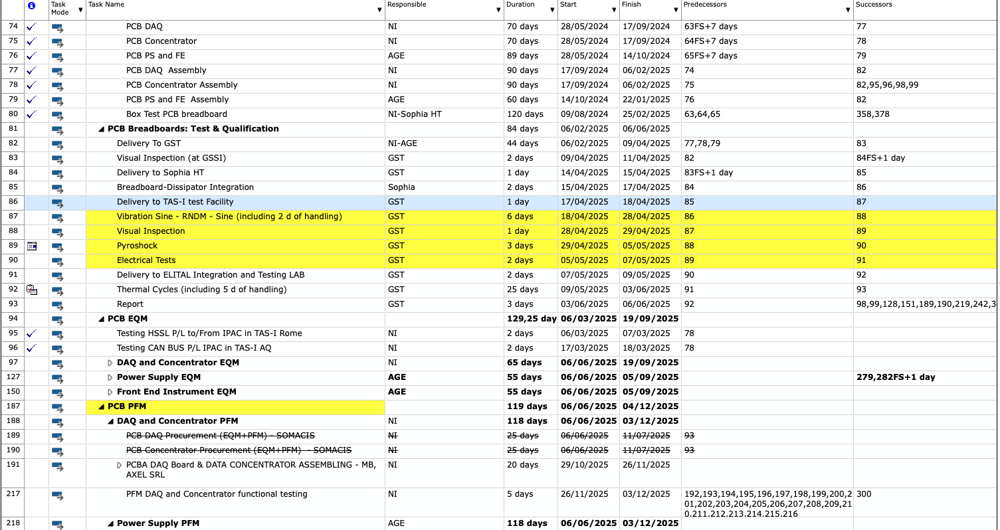 Task Mode Task Name Responsible Duration Start Finish Predecessors Successors
74 PCB DAQ NI 70 days 28/05/2024 17/09/2024 63FS+7 days 77
75 PCB Concentrator NI 70 days 28/05/2024 17/09/2024 64FS+7 days 78
76 PCB PS and FE AGE 89 days 28/05/2024 14/10/2024 65FS+7 days 79
77 PCB DAQ Assembly NI 90 days 17/09/2024 06/02/2025 74 82
78 PCB Concentrator Assembly NI 90 days 17/09/2024 06/02/2025 75 82,95,96,98,99
79 PCB PS and FE Assembly AGE 60 days 14/10/2024 22/01/2025 76 82
80 Box Test PCB breadboard NI-Sophia HT 120 days 09/08/2024 25/02/2025 63,64,65 358,378
81 PCB Breadboards: Test & Qualification 84 days 06/02/2025 06/06/2025
82 Delivery To GST NI-AGE 44 days 06/02/2025 09/04/2025 77,78,79 83
83 Visual Inspection (at GSSI) GST 2 days 09/04/2025 11/04/2025 82 84FS+1 day
84 Delivery to Sophia HT GST 1 day 14/04/2025 15/04/2025 83FS+1 day 85
85 Breadboard-Dissipator Integration Sophia 2 days 15/04/2025 17/04/2025 84 86
86 Delivery to TAS-I test Facility GST 1 day 17/04/2025 18/04/2025 85 87
87 Vibration Sine - RNDM - Sine (including 2 d of handling) GST 6 days 18/04/2025 28/04/2025 86 88
88 Visual Inspection GST 1 day 28/04/2025 29/04/2025 87 89
89 Pyroshock GST 3 days 29/04/2025 05/05/2025 88 90
90 Electrical Tests GST 2 days 05/05/2025 07/05/2025 89 91
91 Delivery to ELITAL Integration and Testing LAB GST 2 days 07/05/2025 09/05/2025 90 92
92 Thermal Cycles (including 5 d of handling) GST 25 days 09/05/2025 03/06/2025 91 93
93 Report GST 3 days 03/06/2025 06/06/2025 92 98,99,128,151,189,190,219,242,3
94 PCB EQM 129,25 day 06/03/2025 19/09/2025
95 Testing HSSL P/L to/From IPAC in TAS-I Rome NI 2 days 06/03/2025 07/03/2025 78
96 Testing CAN BUS P/L IPAC in TAS-I AQ NI 2 days 17/03/2025 18/03/2025 78
97 DAQ and Concentrator EQM NI 65 days 06/06/2025 19/09/2025
127 Power Supply EQM AGE 55 days 06/06/2025 05/09/2025 279,282FS+1 day
150 Front End Instrument EQM AGE 55 days 06/06/2025 05/09/2025
187 PCB PFM 119 days 06/06/2025 04/12/2025
188 DAQ and Concentrator PFM NI 118 days 06/06/2025 03/12/2025
189 PCB DAQ Procurement (EQM+PFM) - SOMACIS NI 25 days 06/06/2025 11/07/2025 93
190 PCB Concentrator Procurement (EQM+PFM) - SOMACIS NI 25 days 06/06/2025 11/07/2025 93
191 PCBA DAQ Board & DATA CONCENTRATOR ASSEMBLING - MB, NI 20 days 29/10/2025 26/11/2025
AXEL SRL
217 PFM DAQ and Concentrator functional testing NI 5 days 26/11/2025 03/12/2025 192,193,194,195,196,197,198,199,200,2 300
01,202,203,204,205,206,207,208,209,21
0,211,212,213,214,215,216
218 Power Supply PFM AGE 118 days 06/06/2025 03/12/2025